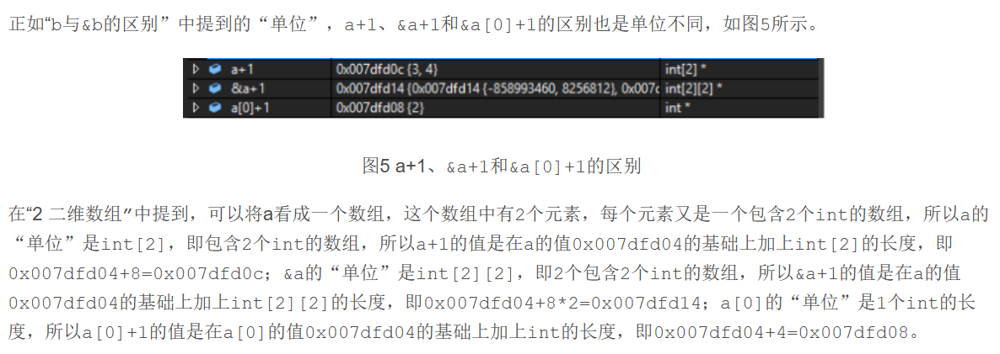 正如“b与&b的区别”中提到的“单位”，a+1、&a+1和&a[0]+1的区别也是单位不同，如图5所示。
a+1 0x007dfd0c {3, 4} int[2] *
&a+1 0x007dfd14 {0x007dfd14 {-858993460, 8256812}, 0x007c int[2][2] *
a[0]+1 0x007dfd08 {2} int *
图5 a+1、&a+1和&a[0]+1的区别
在“2 二维数组”中提到，可以将a看成一个数组，这个数组中有2个元素，每个元素又是一个包含2个int的数组，所以a的
“单位”是int[2]，即包含2个int的数组，所以a+1的值是在a的值0x007dfd04的基础上加上int[2]的长度，即
0x007dfd04+8=0x007dfd0c；&a的“单位”是int[2][2]，即2个包含2个int的数组，所以&a+1的值是在a的值
0x007dfd04的基础上加上int[2][2]的长度，即0x007dfd04+8*2=0x007dfd14；a[0]的“单位”是1个int的长
度，所以a[0]+1的值是在a[0]的值0x007dfd04的基础上加上int的长度，即0x007dfd04+4=0x007dfd08。